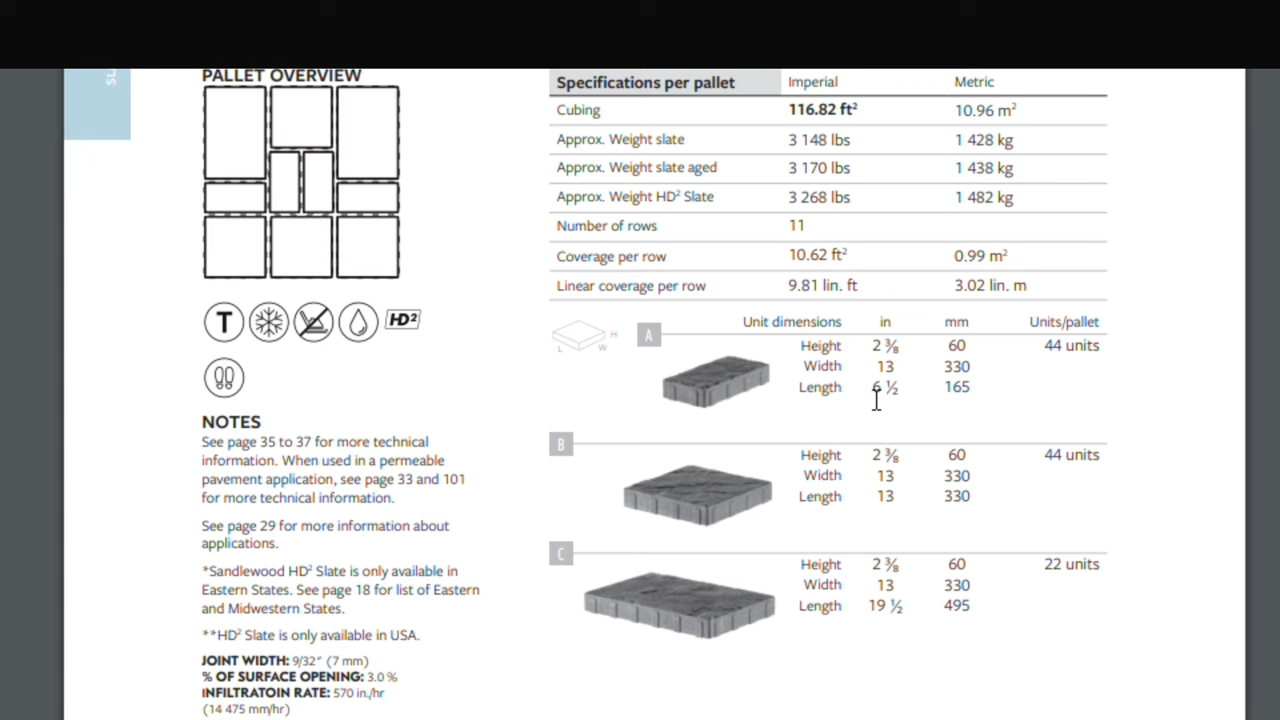 SL
PALLET OVERVIEW
T
HD²
NOTES
See page 35 to 37 for more technical
information. When used in a permeable
pavement application, see page 33 and 101
for more technical information.
See page 29 for more information about
applications.
*Sandlewood HD² Slate is only available in
Eastern States. See page 18 for list of Eastern
and Midwestern States.
**HD² Slate is only available in USA.
JOINT WIDTH: 9/32" (7 mm)
% OF SURFACE OPENING: 3.0 %
INFILTRATOIN RATE: 570 in./hr
(14 475 mm/hr)
Specifications per pallet Imperial Metric
Cubing 116.82 ft² 10.96 m²
Approx. Weight slate 3 148 lbs 1 428 kg
Approx. Weight slate aged 3 170 lbs 1 438 kg
Approx. Weight HD² Slate 3 268 lbs 1 482 kg
Number of rows 11
Coverage per row 10.62 ft² 0.99 m²
Linear coverage per row 9.81 lin. ft 3.02 lin. m
Unit dimensions in mm Units/pallet
H
L W
A
Height 2 ⅜ 60 44 units
Width 13 330
Length 6 ½ 165
B
Height 2 ⅜ 60 44 units
Width 13 330
Length 13 330
C
Height 2 ⅜ 60 22 units
Width 13 330
Length 19 ½ 495